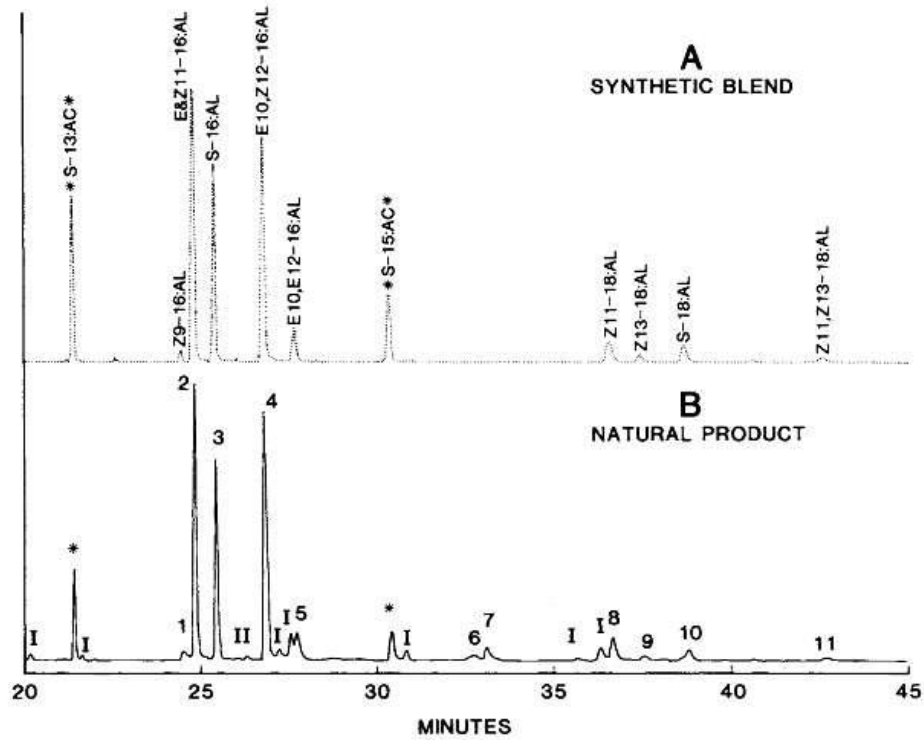 A
SYNTHETIC BLEND
*S-13:AC*
Z9-16:AL
E&Z11-16:AL
S-16:AL
E10,Z12-16:AL
E10,E12-16:AL
*S-15:AC*
Z11-18:AL
Z13-18:AL
S-18:AL
Z11,Z13-18:AL
B
NATURAL PRODUCT
I
*
I
1
2
3
II
4
I
I
5
*
I
6
7
I
I
8
9
10
11
20 25 30 35 40 45
MINUTES